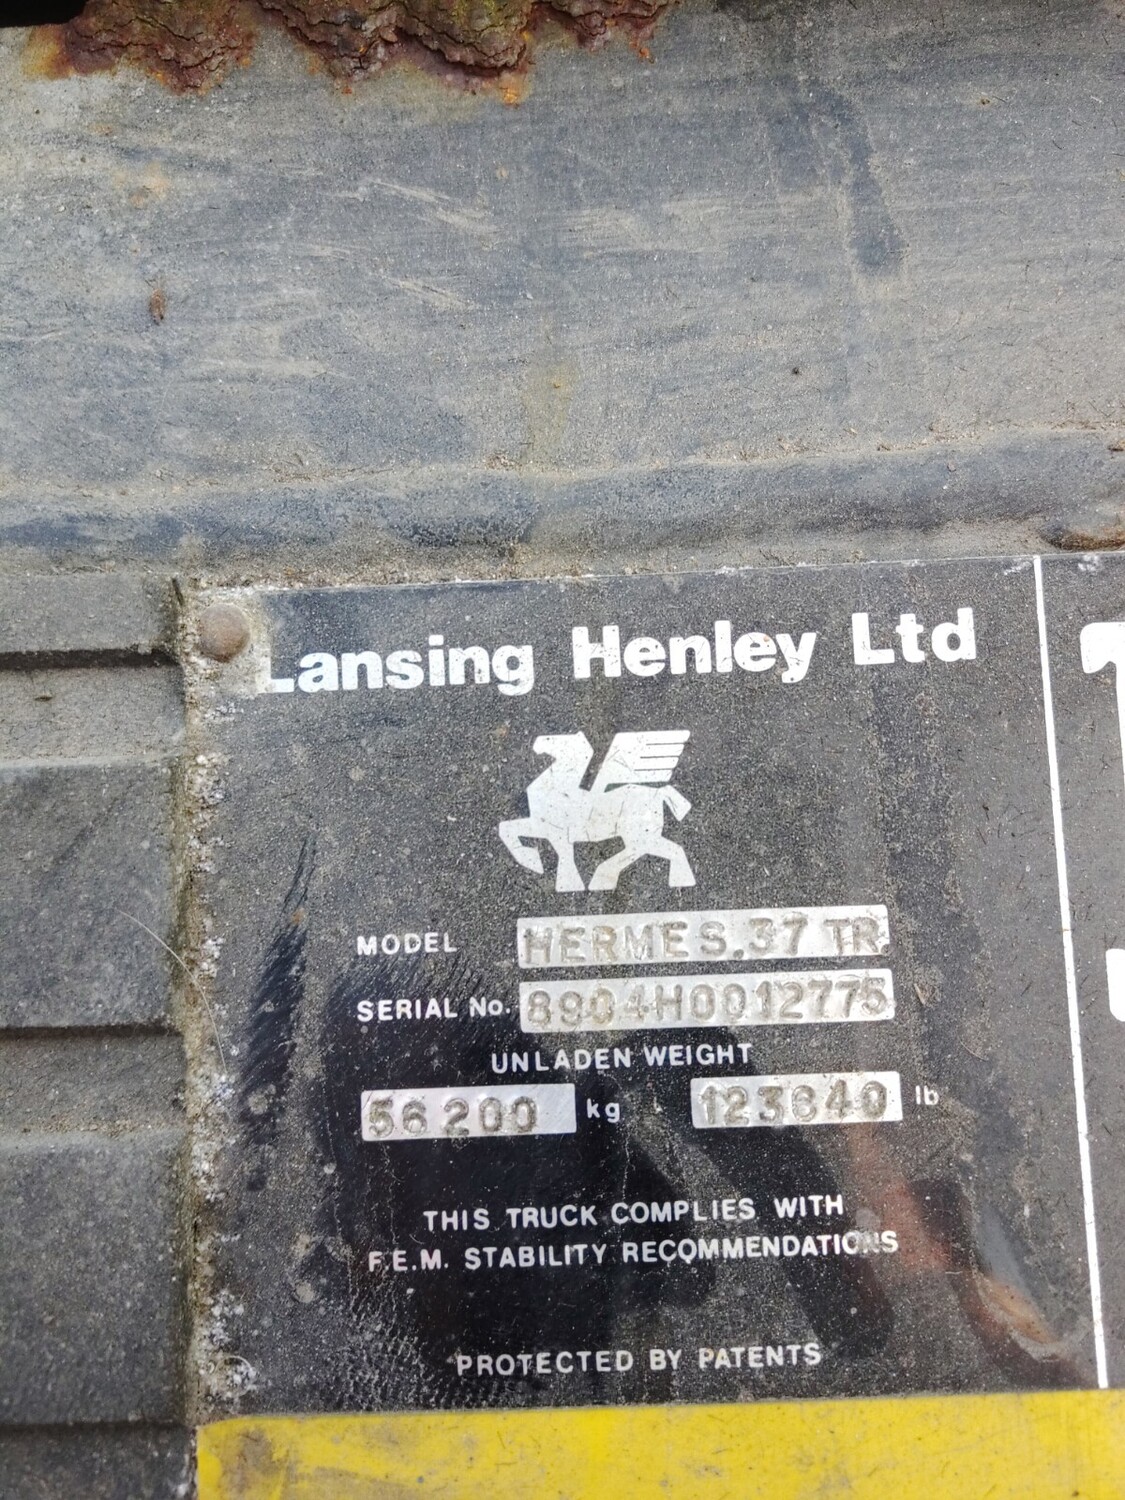 Lansing Henley Ltd
MODEL HERMES.37 TR
SERIAL No. 8904H0012775
UNLADEN WEIGHT
56200 kg 123640 lb
THIS TRUCK COMPLIES WITH
F.E.M. STABILITY RECOMMENDATIONS
PROTECTED BY PATENTS